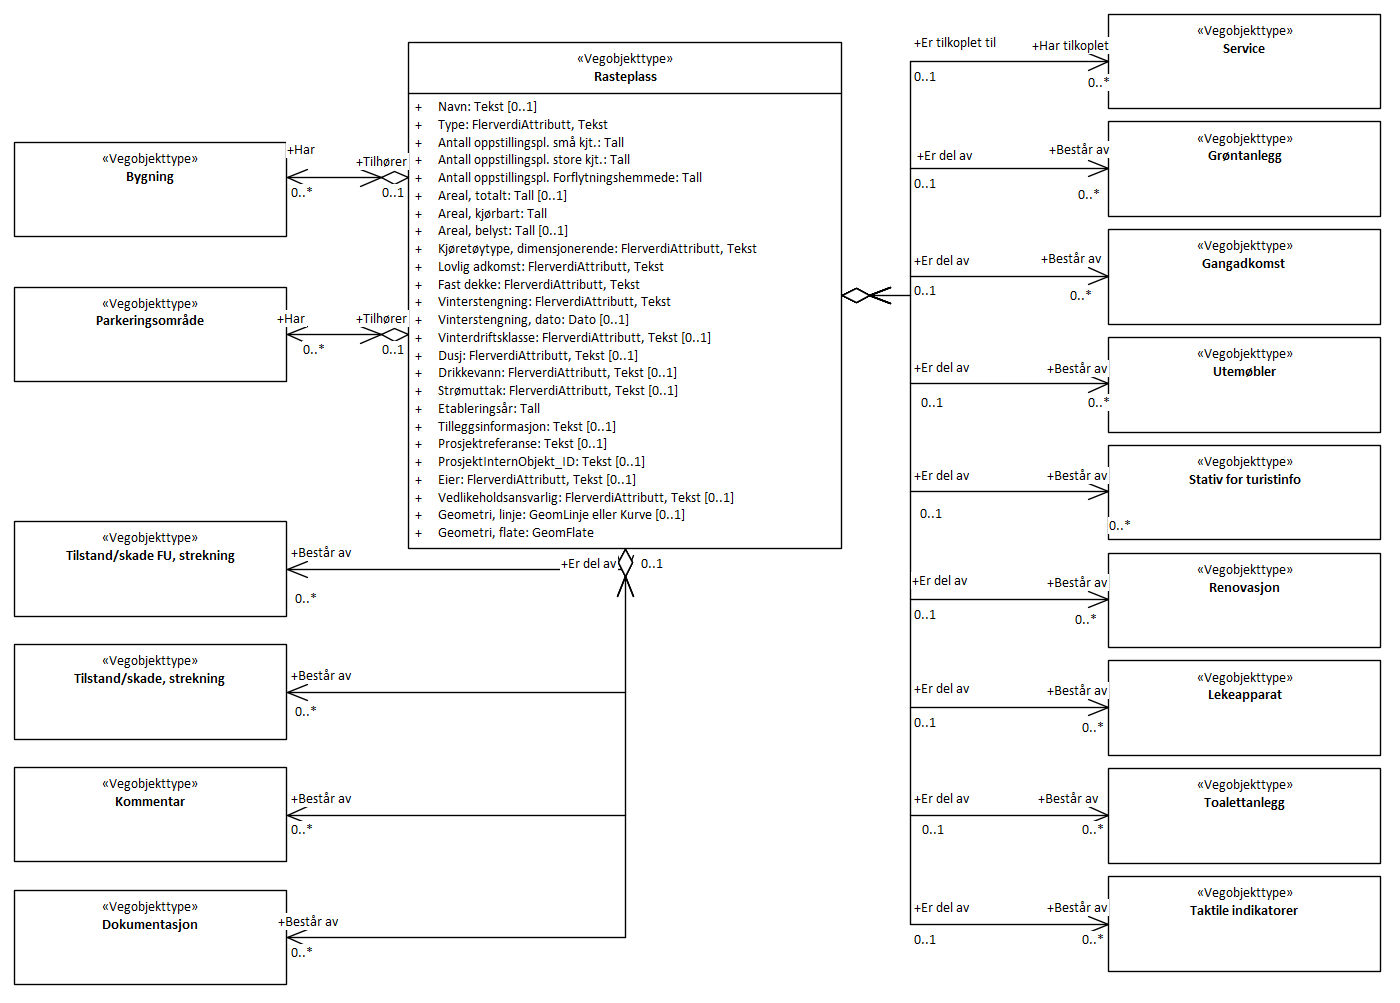 «Vegobjekttype»
Rasteplass
+ Navn: Tekst [0..1]
+ Type: FlerverdiAttributt, Tekst
+ Antall oppstillingspl. små kjt.: Tall
+ Antall oppstillingspl. store kjt.: Tall
+ Antall oppstillingspl. Forflytningshemmede: Tall
+ Areal, totalt: Tall [0..1]
+ Areal, kjørbart: Tall
+ Areal, belyst: Tall [0..1]
+ Kjøretøytype, dimensjonerende: FlerverdiAttributt, Tekst
+ Lovlig adkomst: FlerverdiAttributt, Tekst
+ Fast dekke: FlerverdiAttributt, Tekst
+ Vinterstengning: FlerverdiAttributt, Tekst
+ Vinterstengning, dato: Dato [0..1]
+ Vinterdriftsklasse: FlerverdiAttributt, Tekst [0..1]
+ Dusj: FlerverdiAttributt, Tekst [0..1]
+ Drikkevann: FlerverdiAttributt, Tekst [0..1]
+ Strømuttak: FlerverdiAttributt, Tekst [0..1]
+ Etableringsår: Tall
+ Tilleggsinformasjon: Tekst [0..1]
+ Prosjektreferanse: Tekst [0..1]
+ ProsjektInternObjekt_ID: Tekst [0..1]
+ Eier: FlerverdiAttributt, Tekst [0..1]
+ Vedlikeholdsansvarlig: FlerverdiAttributt, Tekst [0..1]
+ Geometri, linje: GeomLinje eller Kurve [0..1]
+ Geometri, flate: GeomFlate
«Vegobjekttype»
Bygning
+Har
0..*
+Tilhører
0..1
«Vegobjekttype»
Parkeringsområde
+Har
0..*
+Tilhører
0..1
«Vegobjekttype»
Tilstand/skade FU, strekning
+Består av
0..*
+Er del av
0..1
«Vegobjekttype»
Tilstand/skade, strekning
+Består av
0..*
«Vegobjekttype»
Kommentar
+Består av
0..*
«Vegobjekttype»
Dokumentasjon
+Består av
0..*
+Er tilkoplet til
0..1
+Har tilkoplet
0..*
«Vegobjekttype»
Service
+Er del av
0..1
+Består av
0..*
«Vegobjekttype»
Grøntanlegg
+Er del av
0..1
+Består av
0..*
«Vegobjekttype»
Gangadkomst
+Er del av
0..1
+Består av
0..*
«Vegobjekttype»
Utemøbler
+Er del av
0..1
+Består av
0..*
«Vegobjekttype»
Stativ for turistinfo
+Er del av
0..1
+Består av
0..*
«Vegobjekttype»
Renovasjon
+Er del av
0..1
+Består av
0..*
«Vegobjekttype»
Lekeapparat
+Er del av
0..1
+Består av
0..*
«Vegobjekttype»
Toalettanlegg
+Er del av
0..1
+Består av
0..*
«Vegobjekttype»
Taktile indikatorer